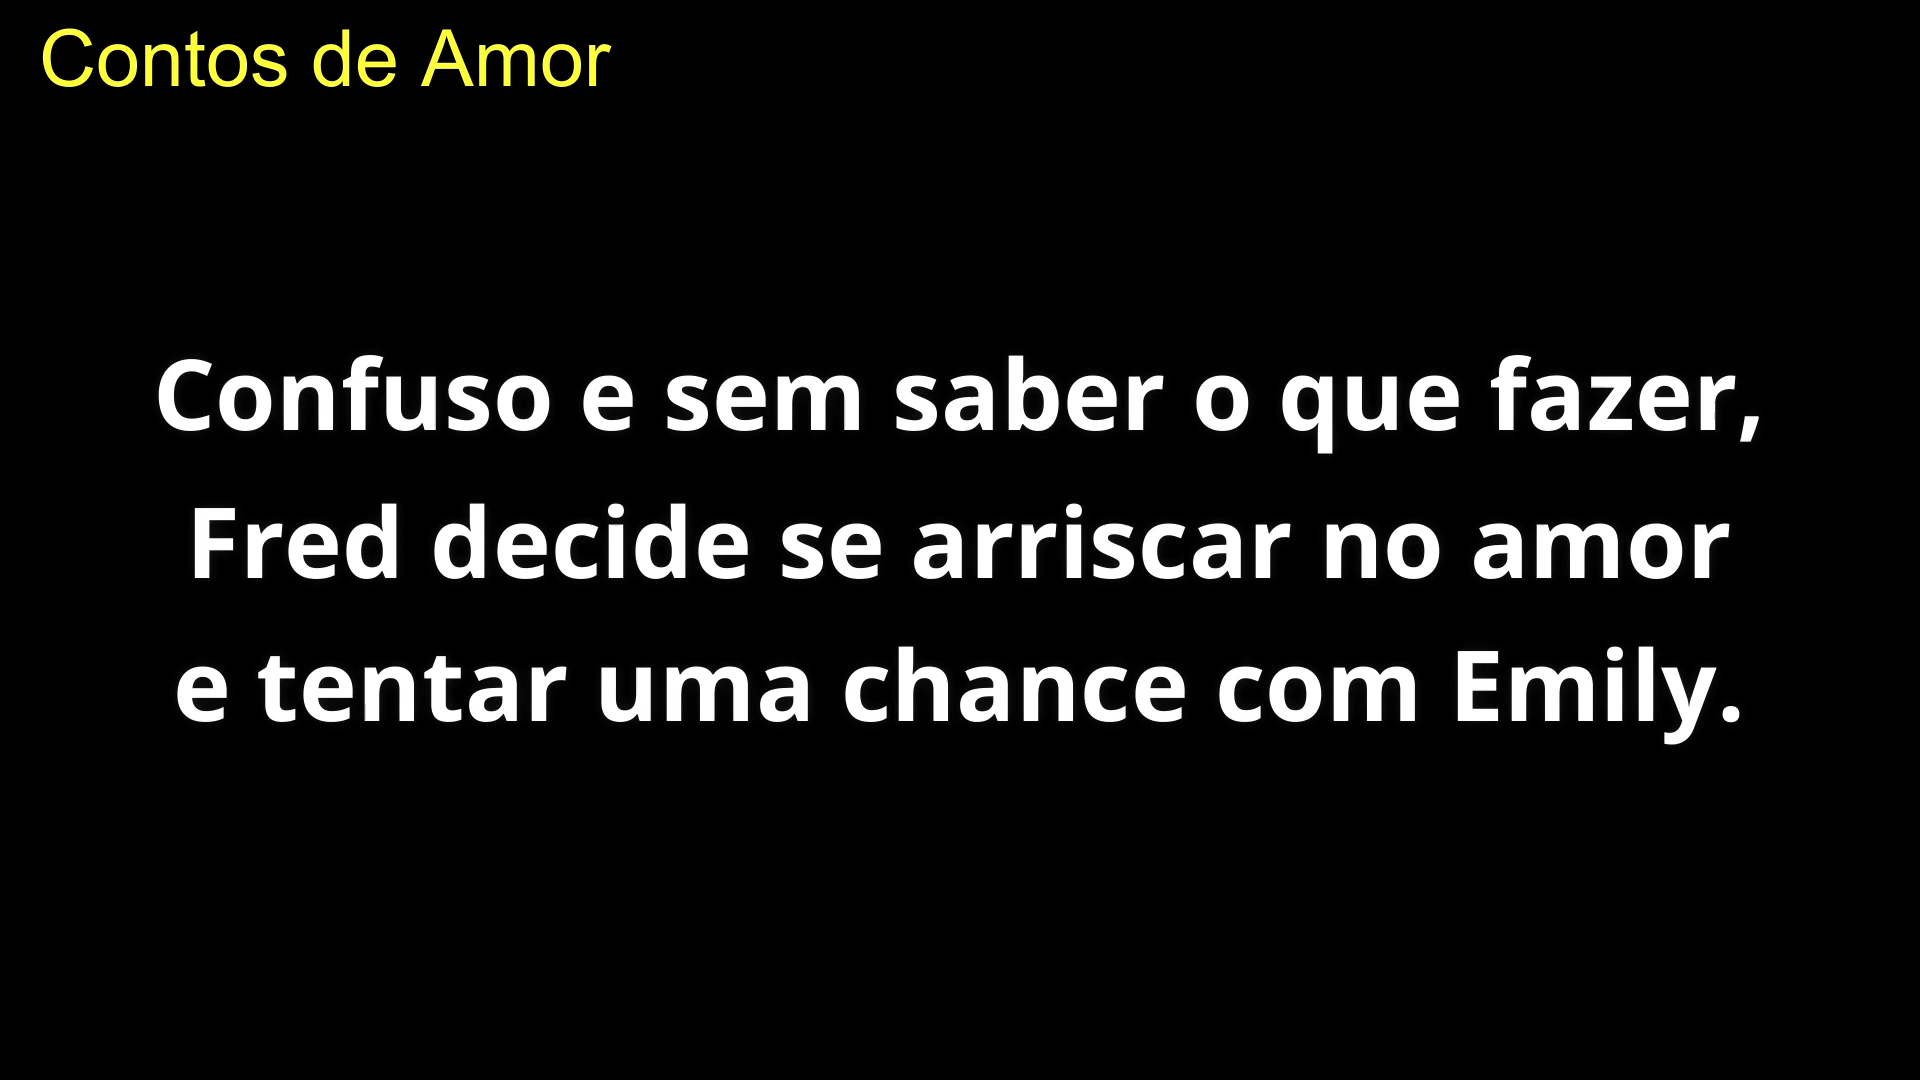 Contos de Amor
Confuso e sem saber o que fazer,
Fred decide se arriscar no amor
e tentar uma chance com Emily.